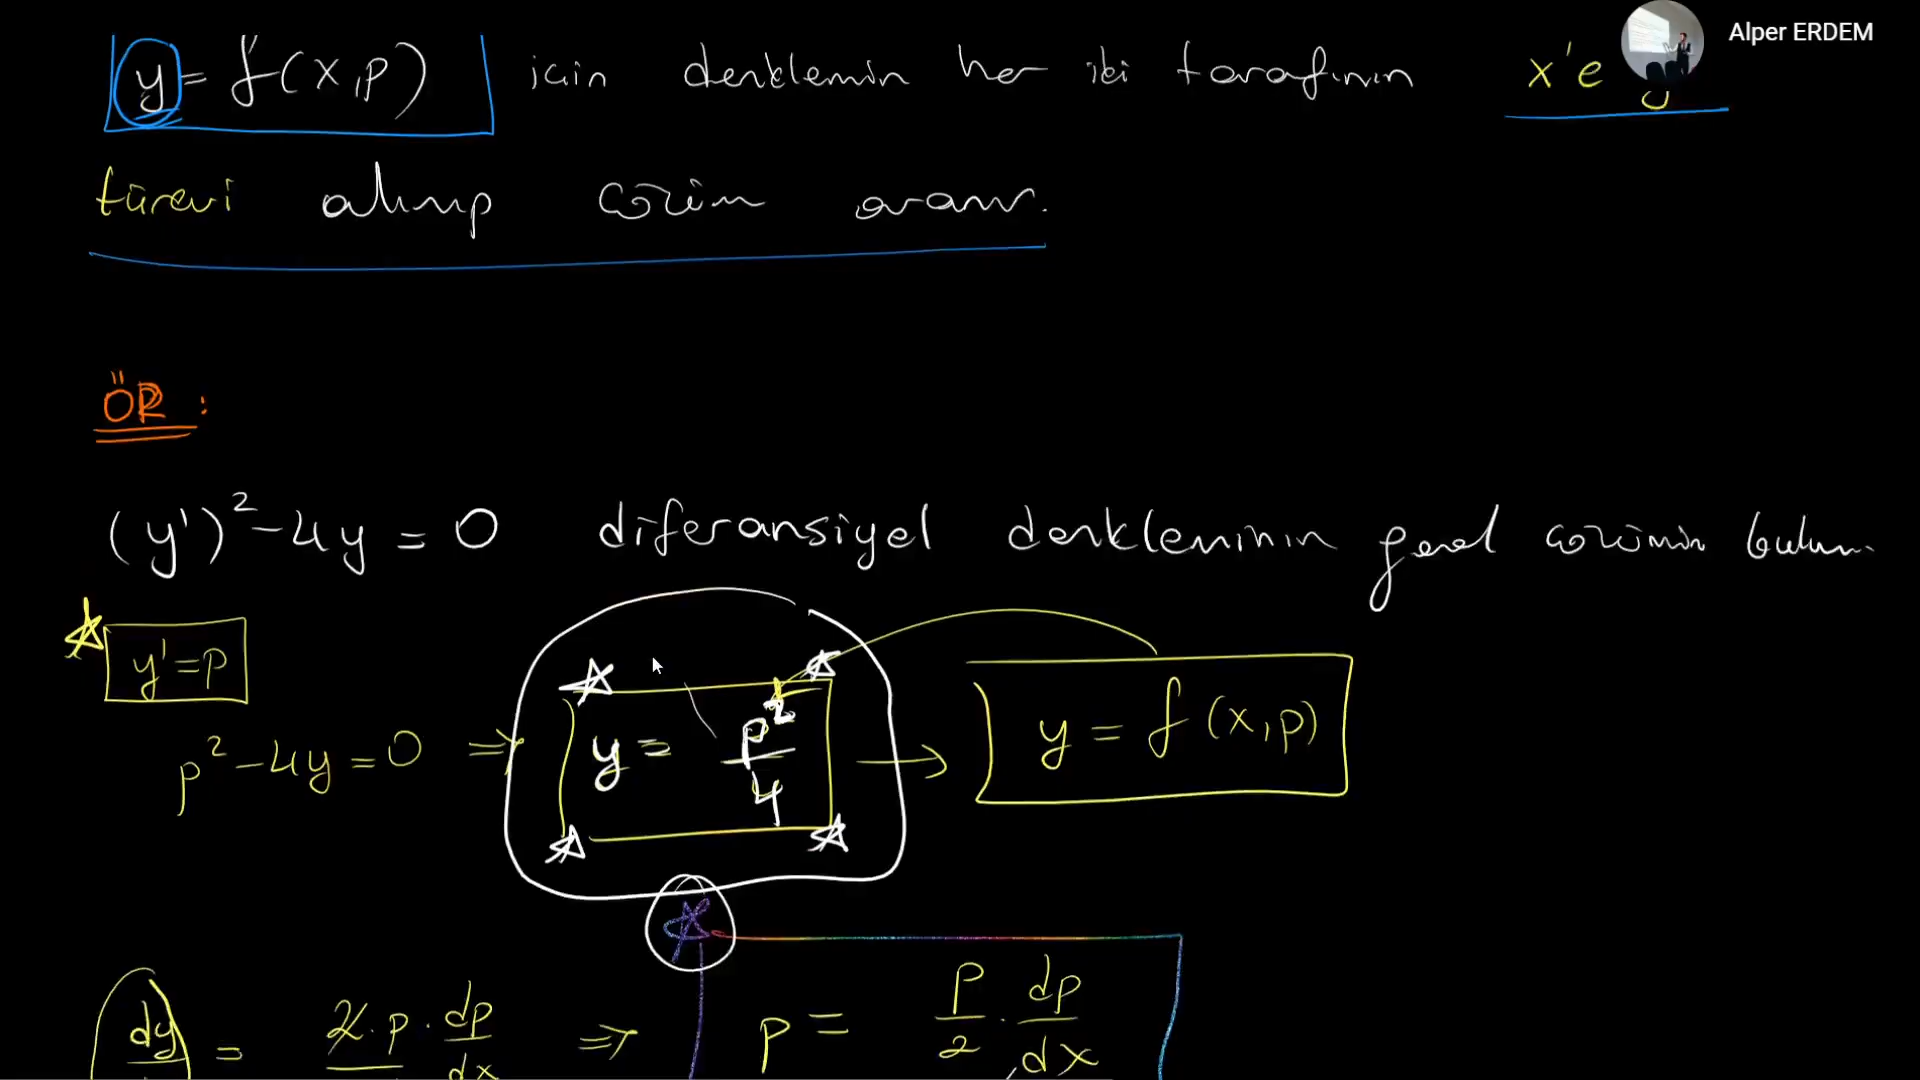 Alper ERDEM
y = f(x,p) için denklemin her iki tarafının x'e
türevi alınıp çözüm aranır.
ÖR :
(y')² - 4y = 0 diferansiyel denkleminin genel çözümünü bulun.
y' = p
p² - 4y = 0 ⇒ y = p²/4 → y = f(x,p)
dy = 2.p . dp/dx ⇒ p = p/2 . dp/dx